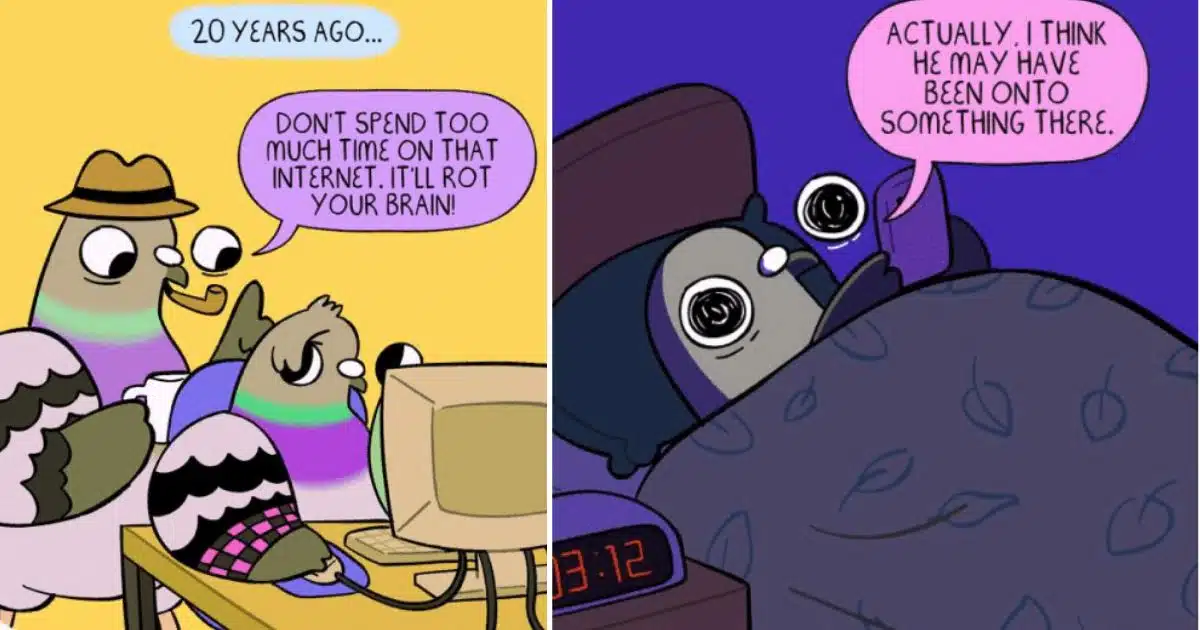 20 YEARS AGO...
DON'T SPEND TOO
MUCH TIME ON THAT
INTERNET. IT'LL ROT
YOUR BRAIN!
ACTUALLY, I THINK
HE MAY HAVE
BEEN ONTO
SOMETHING THERE.
03:12